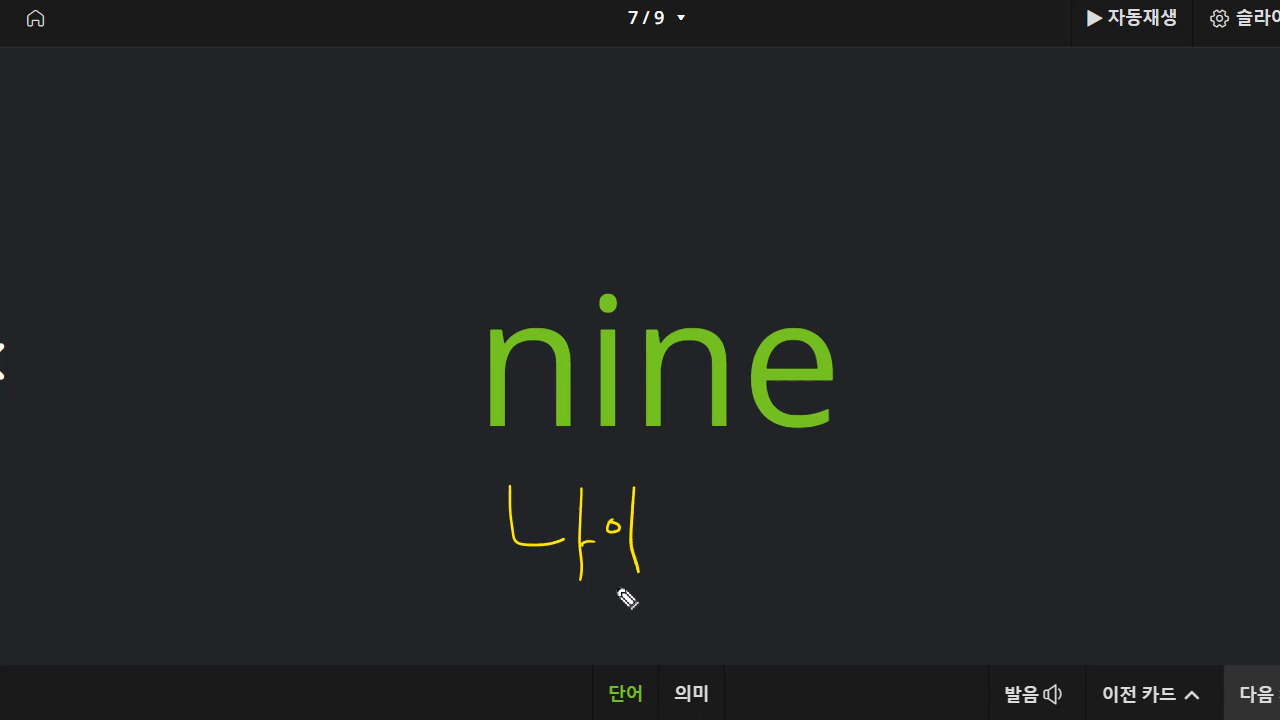 7 / 9
▶ 자동재생
슬라이
nine
나이
단어
의미
발음
이전 카드
다음